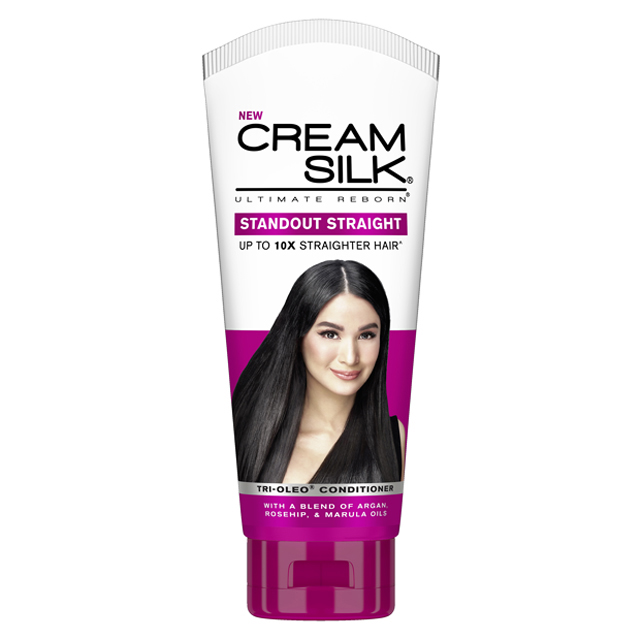 NEW
CREAM
SILK®
ULTIMATE REBORN®
STANDOUT STRAIGHT
UP TO 10X STRAIGHTER HAIR^
TRI-OLEO® CONDITIONER
WITH A BLEND OF ARGAN,
ROSEHIP, & MARULA OILS